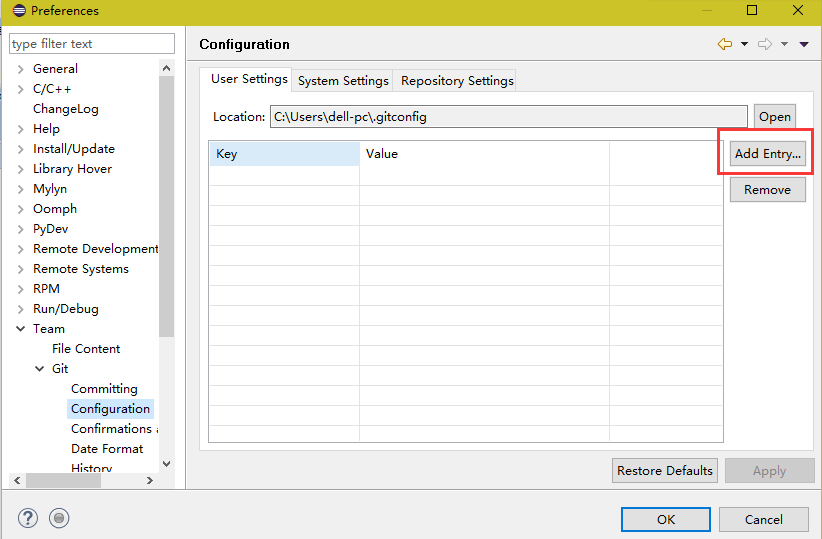 Preferences
type filter text
General
C/C++
ChangeLog
Help
Install/Update
Library Hover
Mylyn
Oomph
PyDev
Remote Development
Remote Systems
RPM
Run/Debug
Team
File Content
Git
Committing
Configuration
Confirmations
Date Format
History
Configuration
User Settings System Settings Repository Settings
Location: C:\Users\dell-pc\.gitconfig Open
Key Value Add Entry...
Remove
Restore Defaults Apply
OK Cancel